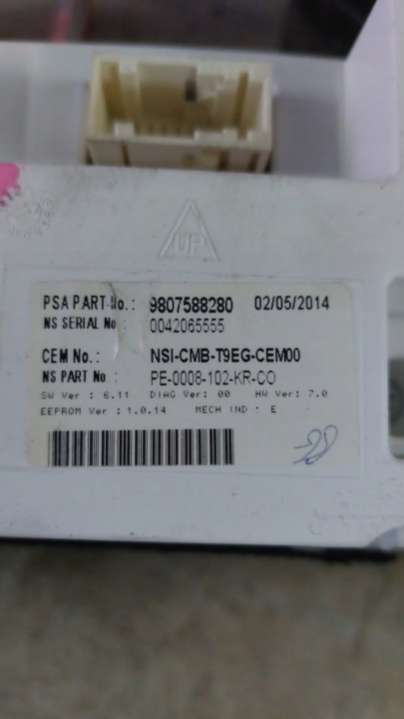 UP
PSA PART No.: 9807588280 02/05/2014
NS SERIAL No : 0042065555
CEM No.: NSI-CMB-T9EG-CEM00
NS PART No : PE-0008-102-KR-CO
SW Ver : 6.11 DIAG Ver: 00 HW Ver: 7.0
EEPROM Ver : 1.0.14 MECH IND : E